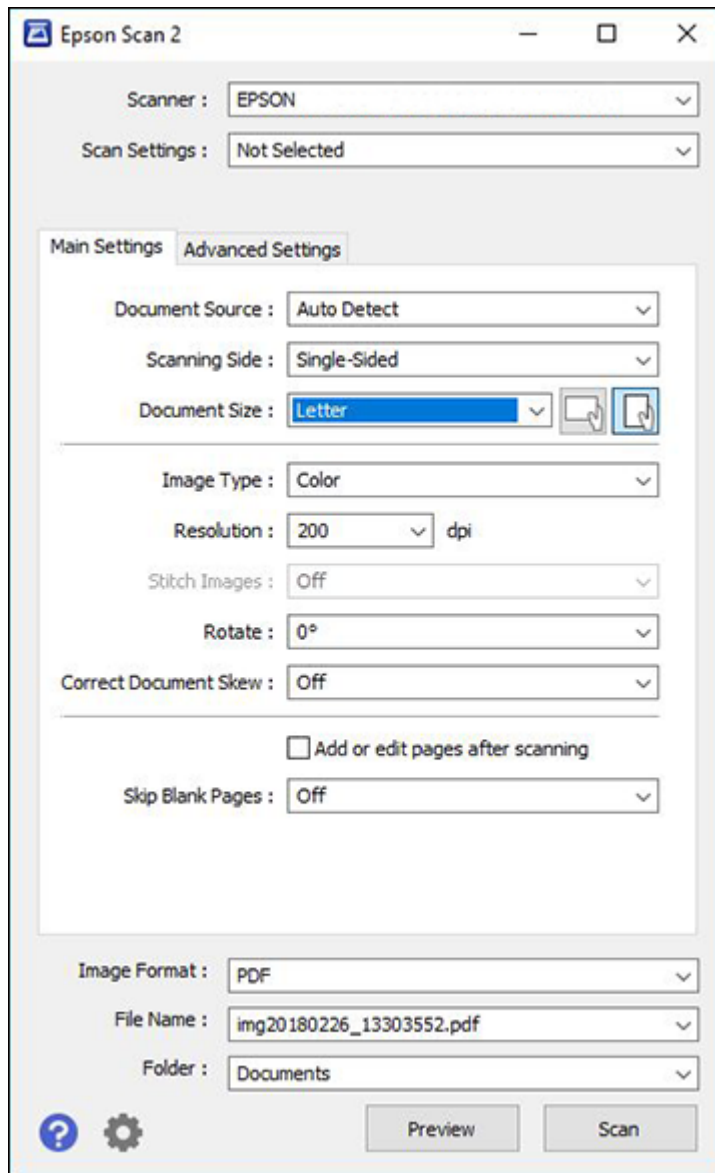 Epson Scan 2
Scanner : EPSON
Scan Settings : Not Selected
Main Settings Advanced Settings
Document Source : Auto Detect
Scanning Side : Single-Sided
Document Size : Letter
Image Type : Color
Resolution : 200 dpi
Stitch Images : Off
Rotate : 0°
Correct Document Skew : Off
Add or edit pages after scanning
Skip Blank Pages : Off
Image Format : PDF
File Name : img20180226_13303552.pdf
Folder : Documents
? Preview Scan